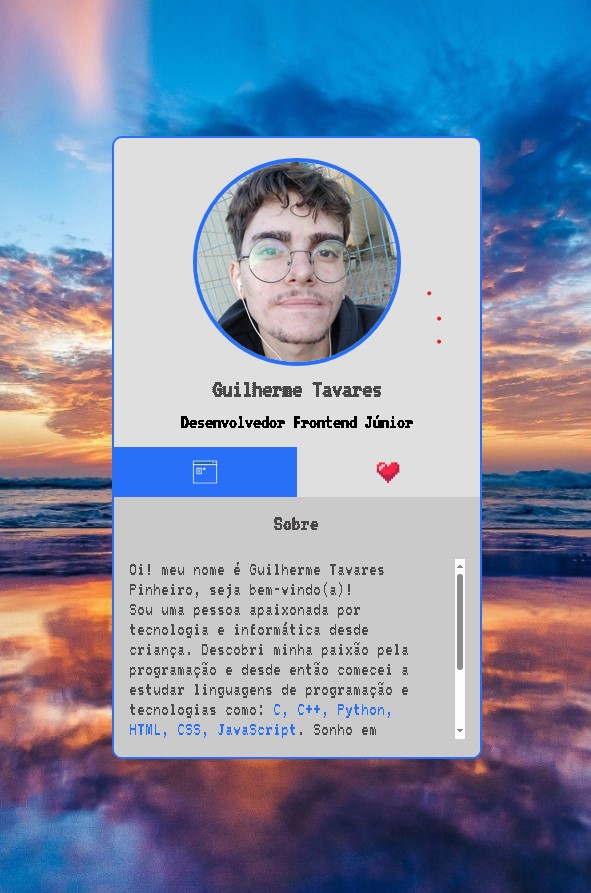 Guilherme Tavares
Desenvolvedor Frontend Júnior
Sobre
Oi! meu nome é Guilherme Tavares
Pinheiro, seja bem-vindo(a)!
Sou uma pessoa apaixonada por
tecnologia e informática desde
criança. Descobri minha paixão pela
programação e desde então comecei a
estudar linguagens de programação e
tecnologias como: C, C++, Python,
HTML, CSS, JavaScript. Sonho em